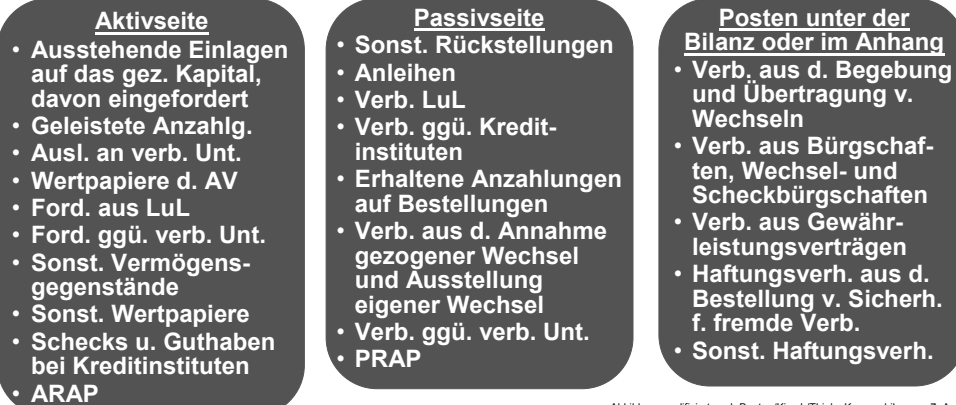 Aktivseite
• Ausstehende Einlagen
auf das gez. Kapital,
davon eingefordert
• Geleistete Anzahlg.
• Ausl. an verb. Unt.
• Wertpapiere d. AV
• Ford. aus LuL
• Ford. ggü. verb. Unt.
• Sonst. Vermögens-
gegenstände
• Sonst. Wertpapiere
• Schecks u. Guthaben
bei Kreditinstituten
• ARAP
Passivseite
• Sonst. Rückstellungen
• Anleihen
• Verb. LuL
• Verb. ggü. Kredit-
instituten
• Erhaltene Anzahlungen
auf Bestellungen
• Verb. aus d. Annahme
gezogener Wechsel
und Ausstellung
eigener Wechsel
• Verb. ggü. verb. Unt.
• PRAP
Posten unter der
Bilanz oder im Anhang
• Verb. aus d. Begebung
und Übertragung v.
Wechseln
• Verb. aus Bürgschaf-
ten, Wechsel- und
Scheckbürgschaften
• Verb. aus Gewähr-
leistungsverträgen
• Haftungsverh. aus d.
Bestellung v. Sicherh.
f. fremde Verb.
• Sonst. Haftungsverh.